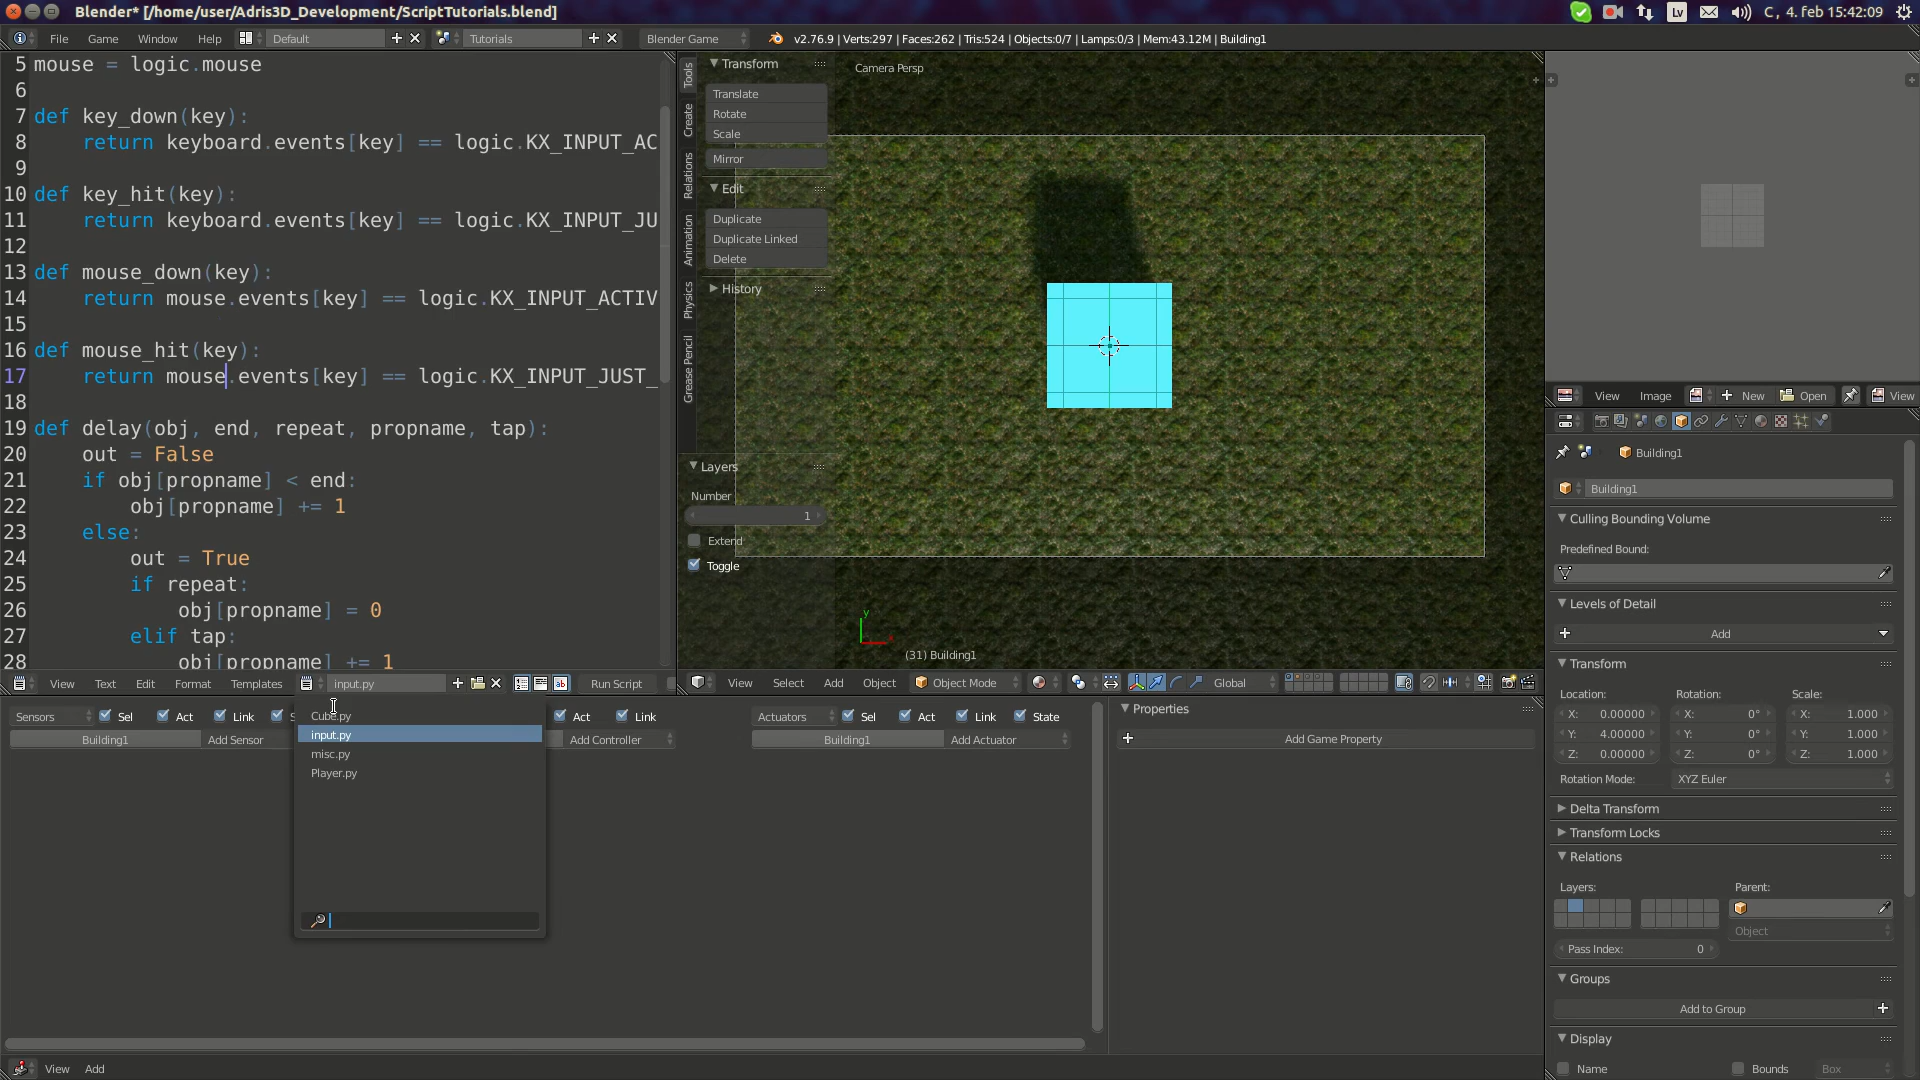 Blender* [/home/user/Adris3D_Development/ScriptTutorials.blend]
Lv
C , 4. feb 15:42:09
File Game Window Help
Default
Tutorials
Blender Game
v2.76.9 | Verts:297 | Faces:262 | Tris:524 | Objects:0/7 | Lamps:0/3 | Mem:43.12M | Building1
5 mouse = logic.mouse
6
7 def key_down(key):
8 return keyboard.events[key] == logic.KX_INPUT_AC
9
10 def key_hit(key):
11 return keyboard.events[key] == logic.KX_INPUT_JU
12
13 def mouse_down(key):
14 return mouse.events[key] == logic.KX_INPUT_ACTIV
15
16 def mouse_hit(key):
17 return mouse.events[key] == logic.KX_INPUT_JUST_
18
19 def delay(obj, end, repeat, propname, tap):
20 out = False
21 if obj[propname] < end:
22 obj[propname] += 1
23 else:
24 out = True
25 if repeat:
26 obj[propname] = 0
27 elif tap:
28 obj[propname] += 1
View Text Edit Format Templates
input.py
Run Script
Tools
Create
Relations
Animation
Physics
Grease Pencil
Transform
Translate
Rotate
Scale
Mirror
Edit
Duplicate
Duplicate Linked
Delete
History
Layers
Number
1
Extend
Toggle
Camera Persp
y
(31) Building1
View Select Add Object
Object Mode
Global
View Image
New
Open
View
Building1
Building1
Culling Bounding Volume
Predefined Bound:
Levels of Detail
Add
Transform
Location: Rotation: Scale:
X: 0.00000 X: 0° X: 1.000
Y: 4.00000 Y: 0° Y: 1.000
Z: 0.00000 Z: 0° Z: 1.000
Rotation Mode: XYZ Euler
Delta Transform
Transform Locks
Relations
Layers: Parent:
Object
Pass Index: 0
Groups
Add to Group
Display
Name Bounds Box
Sensors Sel Act Link
Building1 Add Sensor
Cube.py
input.py
misc.py
Player.py
Act Link
Add Controller
Actuators Sel Act Link State
Building1 Add Actuator
Properties
Add Game Property
View Add